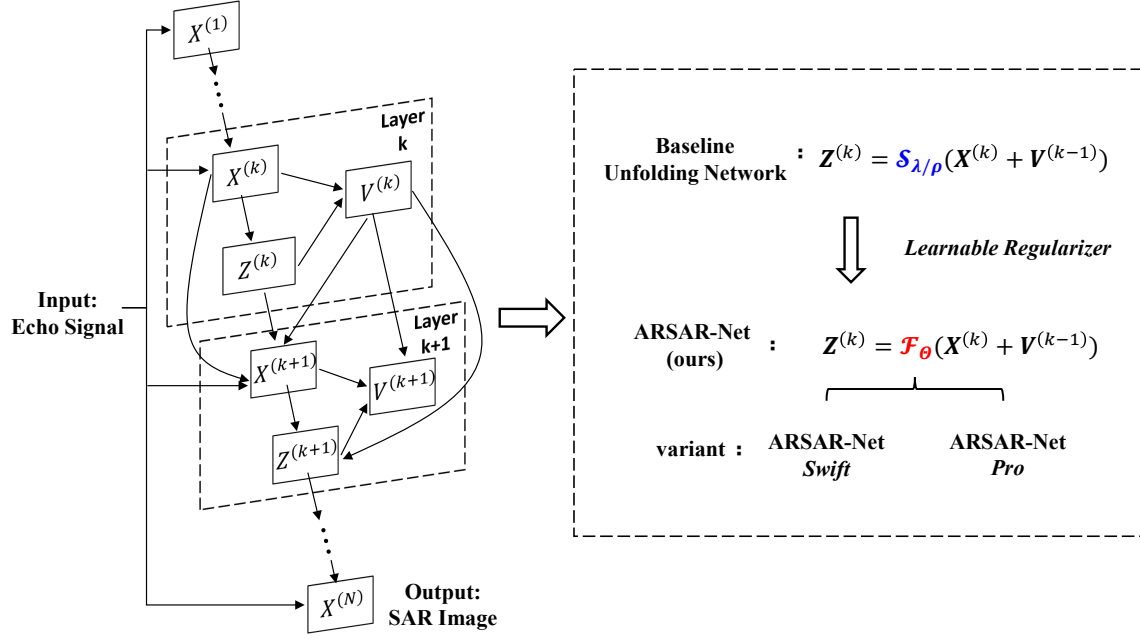 X^{(1)}
Layer
k
X^{(k)}
V^{(k)}
Z^{(k)}
Input:
Echo Signal
Layer
k+1
X^{(k+1)}
V^{(k+1)}
Z^{(k+1)}
X^{(N)}
Output:
SAR Image
Baseline
Unfolding Network : Z^{(k)} = S_{λ/ρ}(X^{(k)} + V^{(k-1)})
Learnable Regularizer
ARSAR-Net
(ours) : Z^{(k)} = F_Θ(X^{(k)} + V^{(k-1)})
variant : ARSAR-Net
Swift
ARSAR-Net
Pro